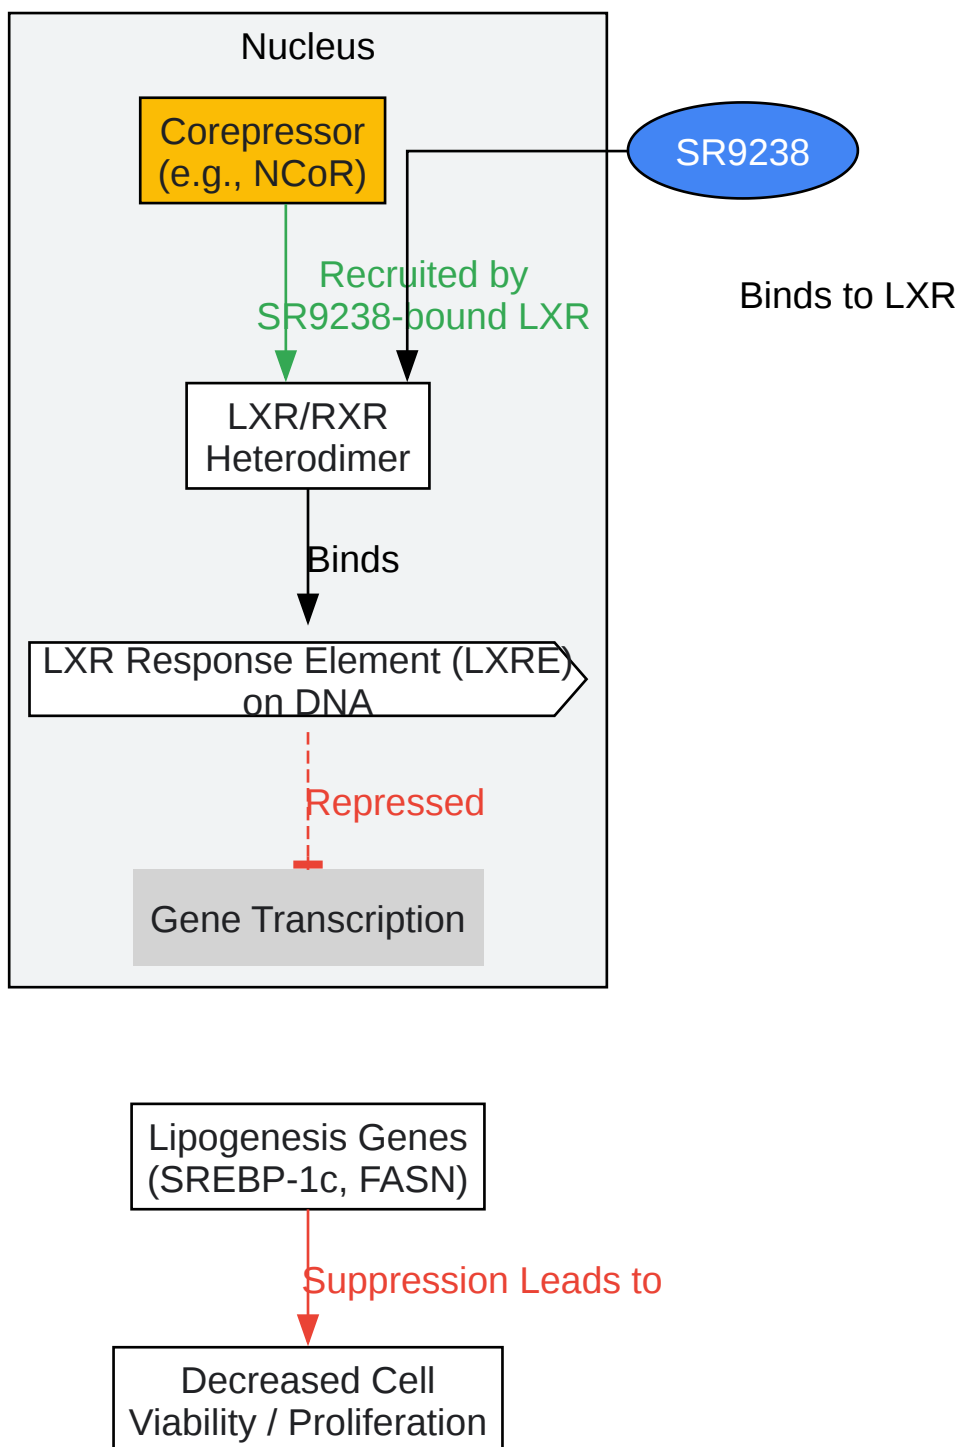 Nucleus
Corepressor
(e.g., NCoR)
SR9238
Recruited by
SR9238-bound LXR
Binds to LXR
LXR/RXR
Heterodimer
Binds
LXR Response Element (LXRE)
on DNA
Repressed
Gene Transcription
Lipogenesis Genes
(SREBP-1c, FASN)
Suppression Leads to
Decreased Cell
Viability / Proliferation